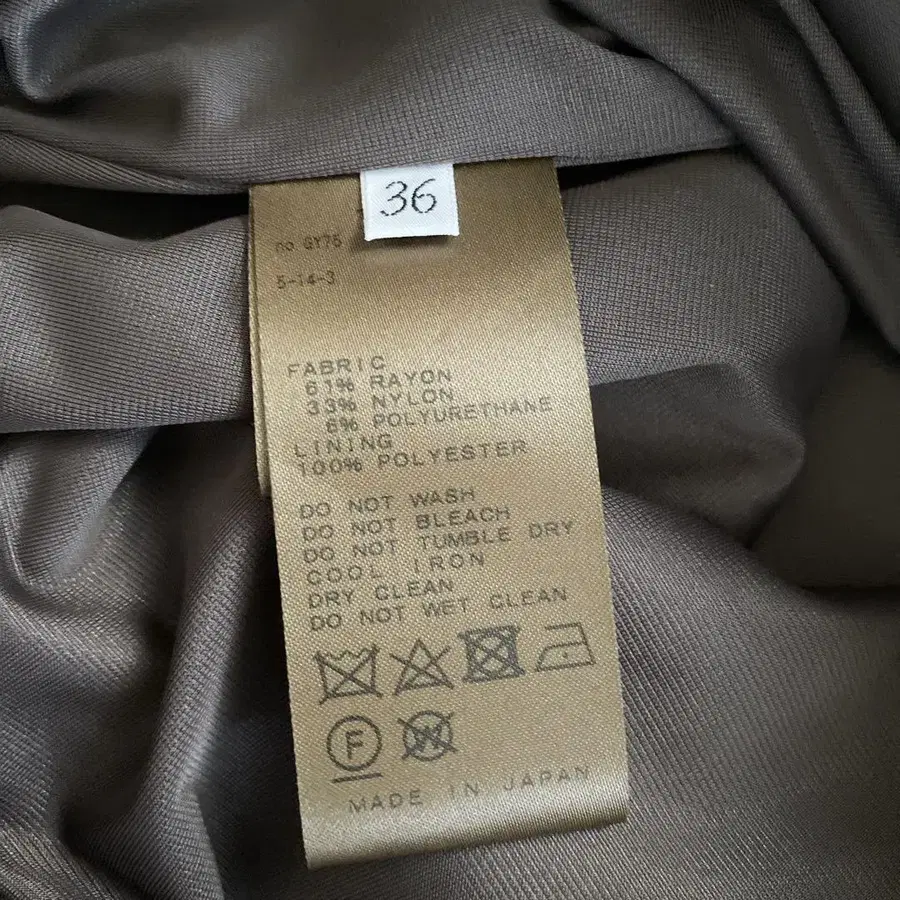 36
no GY75
5-14-3
FABRIC
61% RAYON
33% NYLON
6% POLYURETHANE
LINING
100% POLYESTER
DO NOT WASH
DO NOT BLEACH
DO NOT TUMBLE DRY
COOL IRON
DRY CLEAN
DO NOT WET CLEAN
F W
MADE IN JAPAN